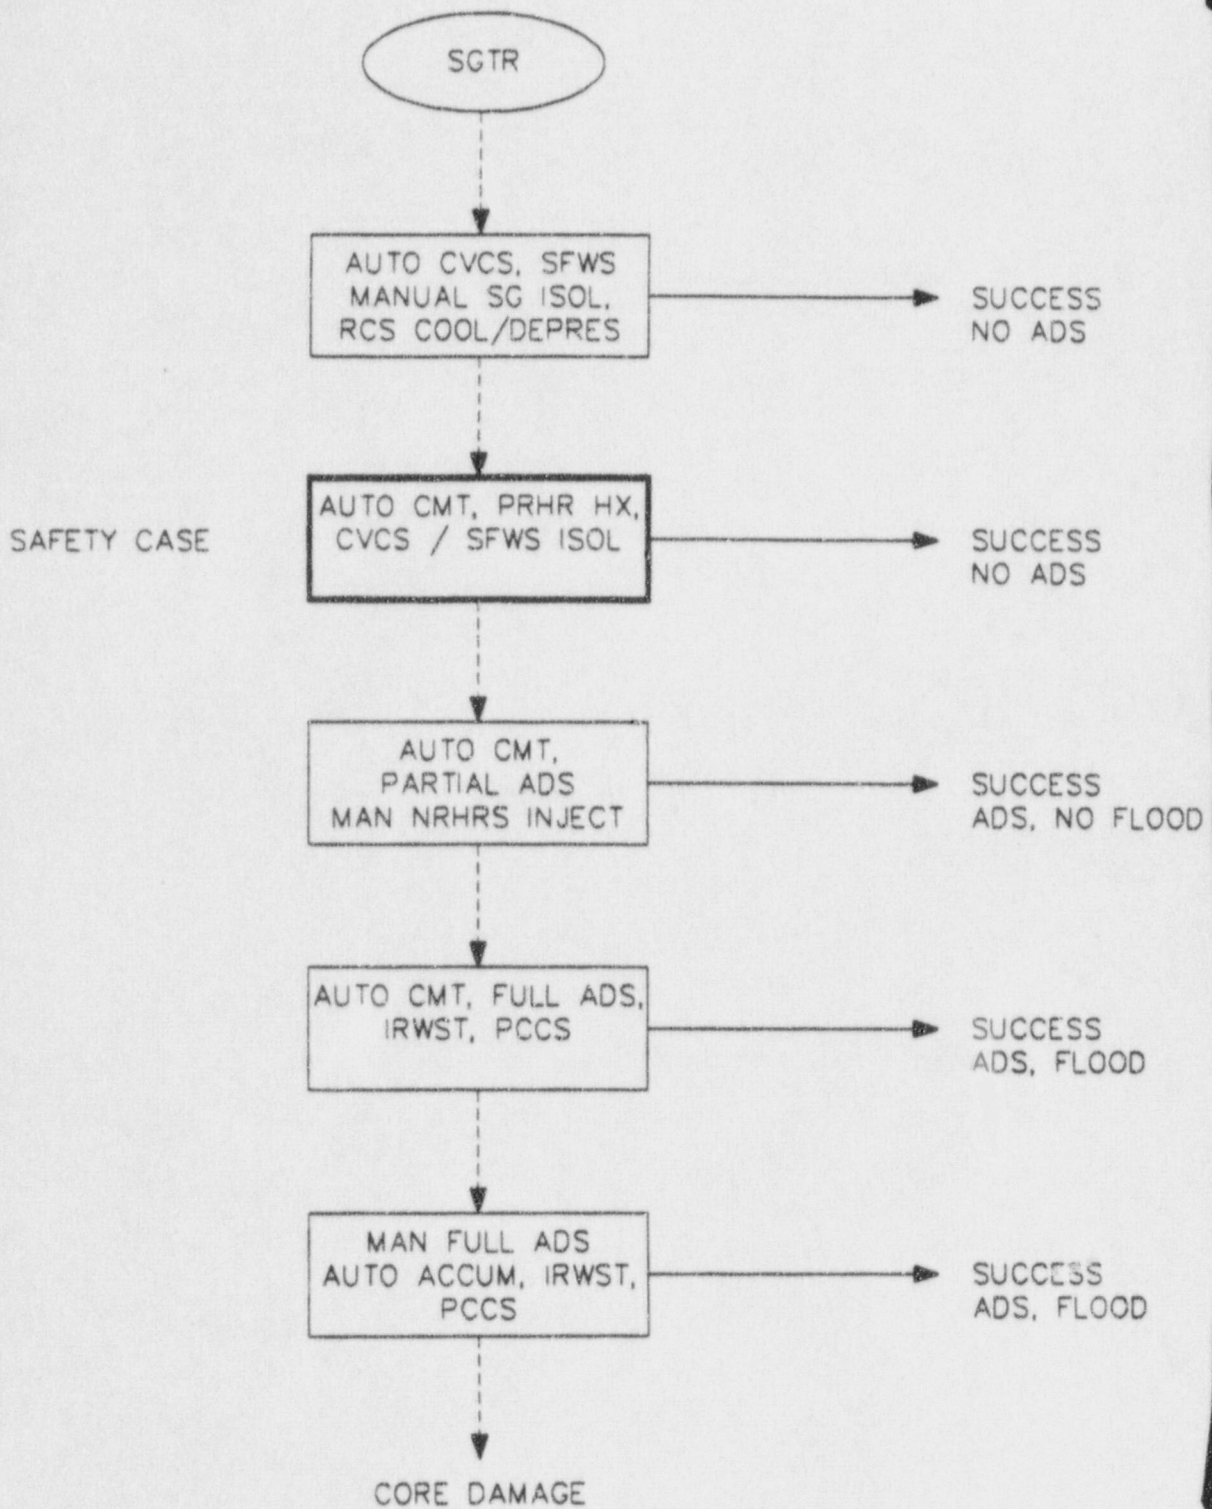 SGTR
AUTO CVCS, SFWS
MANUAL SG ISOL,
RCS COOL/DEPRES
SUCCESS
NO ADS
SAFETY CASE
AUTO CMT, PRHR HX,
CVCS / SFWS ISOL
SUCCESS
NO ADS
AUTO CMT,
PARTIAL ADS
MAN NRHRS INJECT
SUCCESS
ADS, NO FLOOD
AUTO CMT, FULL ADS,
IRWST, PCCS
SUCCESS
ADS, FLOOD
MAN FULL ADS
AUTO ACCUM, IRWST,
PCCS
SUCCESS
ADS, FLOOD
CORE DAMAGE